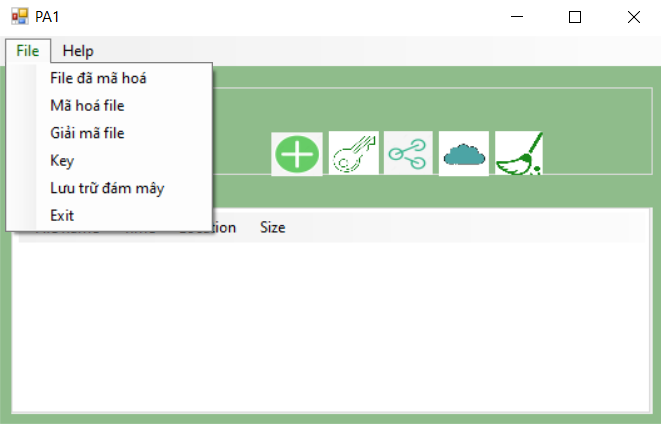 PA1
File Help
File đã mã hoá
Mã hoá file
Giải mã file
Key
Lưu trữ đám mây
Exit
Size